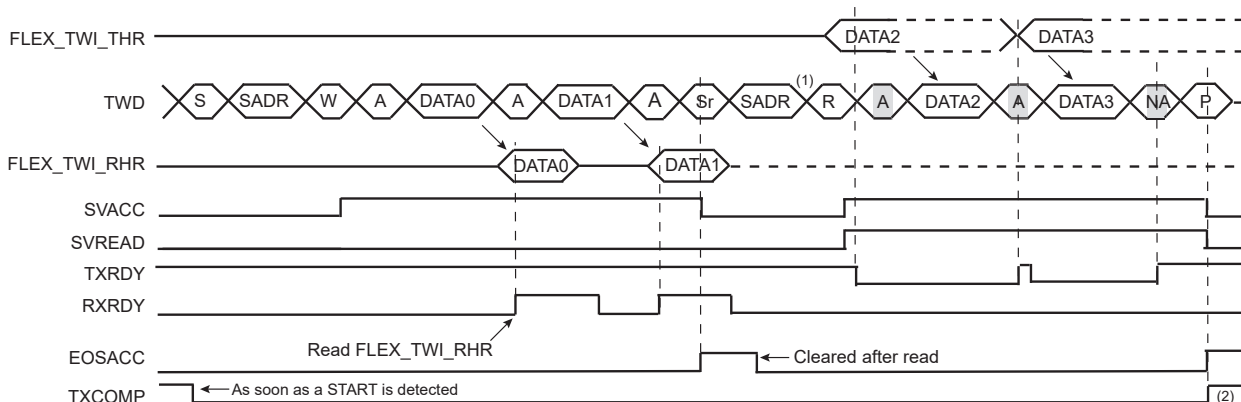 FLEX_TWI_THR DATA2 DATA3
(1)
TWD S SADR W A DATA0 A DATA1 A Sr SADR R A DATA2 A DATA3 NA P
FLEX_TWI_RHR DATA0 DATA1
SVACC
SVREAD
TXRDY
RXRDY
Read FLEX_TWI_RHR
EOSACC Cleared after read
TXCOMP As soon as a START is detected (2)